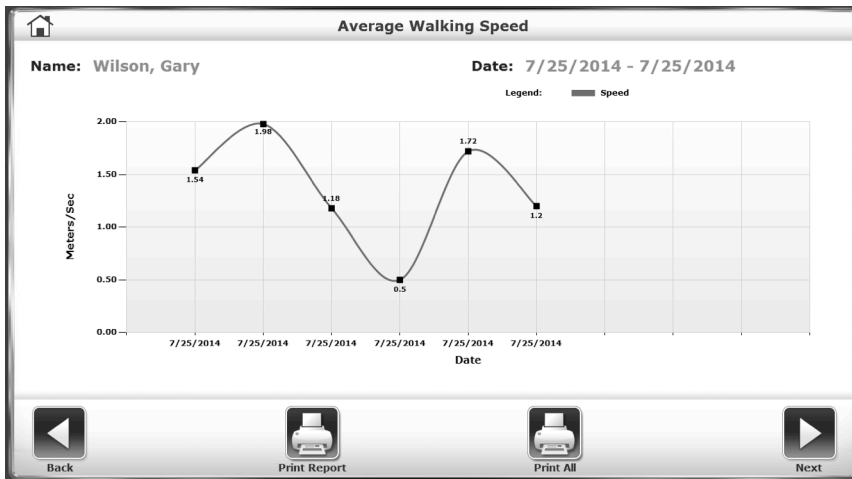 Average Walking Speed
Name: Wilson, Gary
Date: 7/25/2014 - 7/25/2014
Legend: Speed
2.00
1.98
1.72
1.50
1.54
1.18
1.00
1.2
0.50
0.5
0.00
Meters/Sec
7/25/2014 7/25/2014 7/25/2014 7/25/2014 7/25/2014 7/25/2014
Date
Back
Print Report
Print All
Next